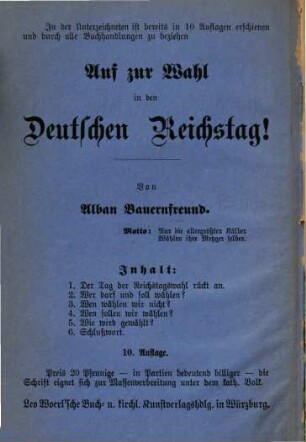 In der Unterzeichneten ist bereits in 10 Auflagen erschienen
und durch alle Buchhandlungen zu beziehen
Auf zur Wahl
in den
Deutschen Reichstag!
Von
Alban Bauernfreund.
Motto: Nur die allergrößten Kälber
Wählen ihre Metzger selber.
Inhalt:
1. Der Tag der Reichstagswahl rückt an.
2. Wer darf und soll wählen?
3. Wen wählen wir nicht?
4. Wen sollen wir wählen?
5. Wie wird gewählt?
6. Schlußwort.
10. Auflage.
Preis 20 Pfennige — in Partien bedeutend billiger — die
Schrift eignet sich zur Massenverbreitung unter dem kath. Volk.
Leo Woerl'sche Buch- u. kirchl. Kunstverlagshdlg. in Würzburg.